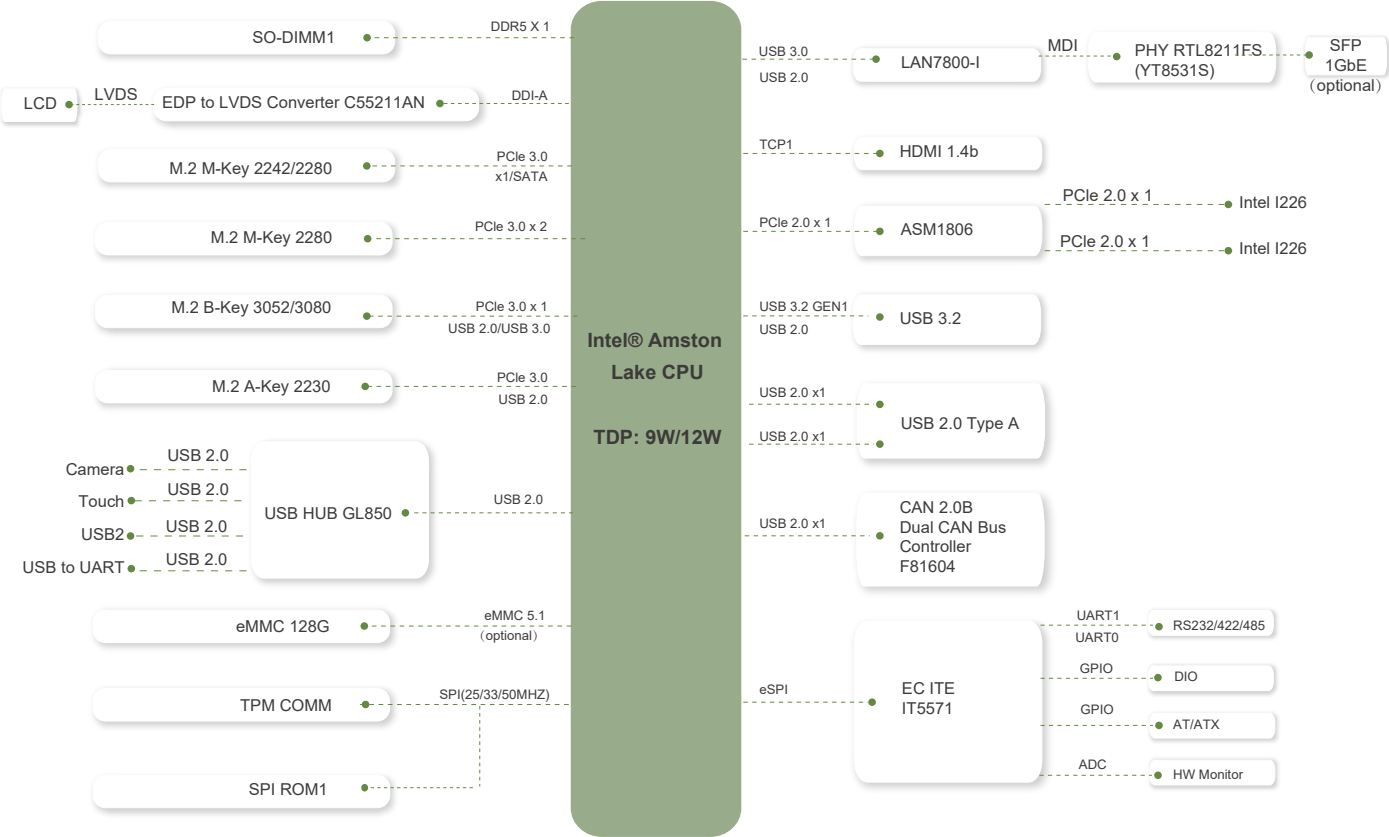 SO-DIMM1
DDR5 X 1
LCD
LVDS
EDP to LVDS Converter C55211AN
DDI-A
M.2 M-Key 2242/2280
PCIe 3.0
x1/SATA
M.2 M-Key 2280
PCIe 3.0 x 2
M.2 B-Key 3052/3080
PCIe 3.0 x 1
USB 2.0/USB 3.0
M.2 A-Key 2230
PCIe 3.0
USB 2.0
Camera
USB 2.0
Touch
USB 2.0
USB2
USB 2.0
USB to UART
USB 2.0
USB HUB GL850
USB 2.0
eMMC 128G
eMMC 5.1
(optional)
TPM COMM
SPI(25/33/50MHZ)
SPI ROM1
Intel® Amston
Lake CPU
TDP: 9W/12W
USB 3.0
USB 2.0
LAN7800-I
MDI
PHY RTL8211FS
(YT8531S)
SFP
1GbE
(optional)
TCP1
HDMI 1.4b
PCIe 2.0 x 1
ASM1806
PCIe 2.0 x 1
Intel I226
PCIe 2.0 x 1
Intel I226
USB 3.2 GEN1
USB 2.0
USB 3.2
USB 2.0 x1
USB 2.0 x1
USB 2.0 Type A
USB 2.0 x1
CAN 2.0B
Dual CAN Bus
Controller
F81604
eSPI
EC ITE
IT5571
UART1
UART0
RS232/422/485
GPIO
DIO
GPIO
AT/ATX
ADC
HW Monitor